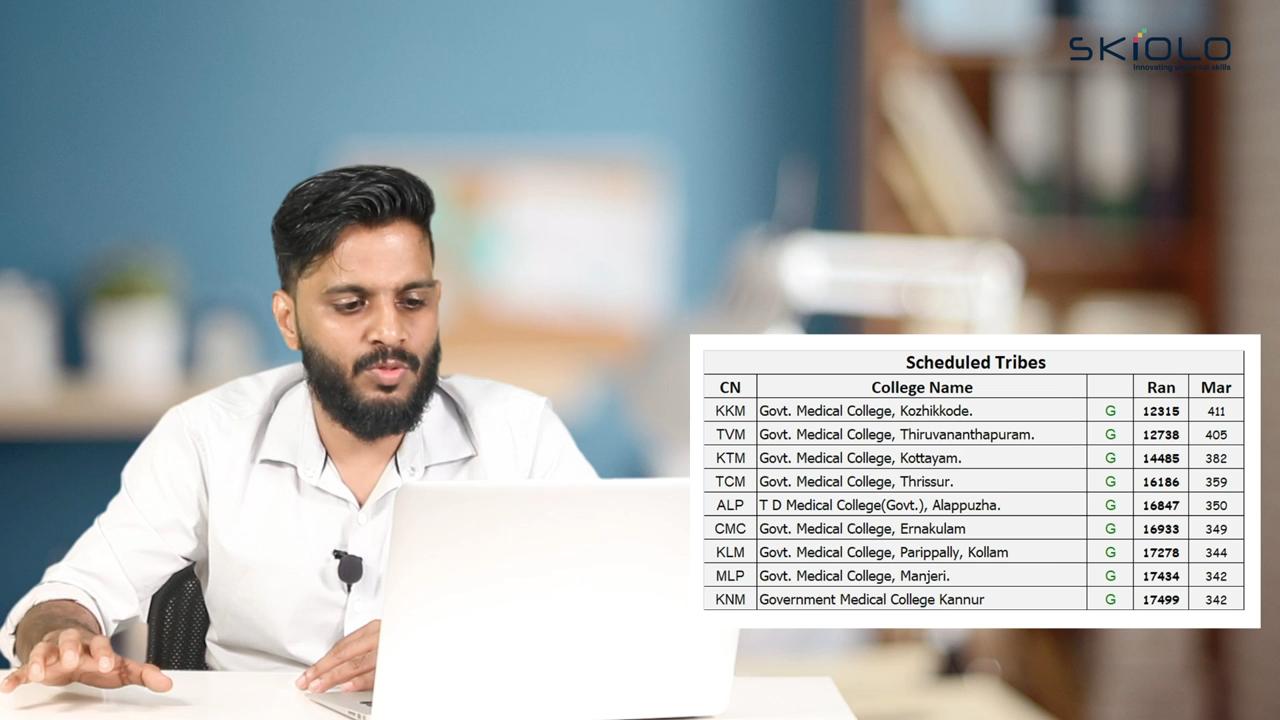 SKiOLO
Innovating skills
Scheduled Tribes
CN College Name Ran Mar
KKM Govt. Medical College, Kozhikkode. G 12315 411
TVM Govt. Medical College, Thiruvananthapuram. G 12738 405
KTM Govt. Medical College, Kottayam. G 14485 382
TCM Govt. Medical College, Thrissur. G 16186 359
ALP T D Medical College(Govt.), Alappuzha. G 16847 350
CMC Govt. Medical College, Ernakulam G 16933 349
KLM Govt. Medical College, Parippally, Kollam G 17278 344
MLP Govt. Medical College, Manjeri. G 17434 342
KNM Government Medical College Kannur G 17499 342